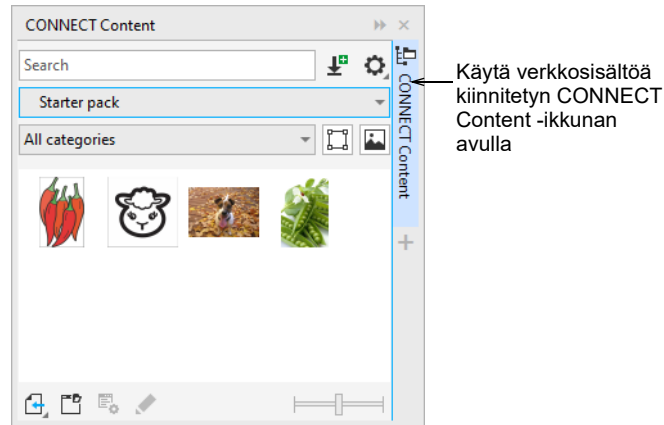 CONNECT Content
Search
Starter pack
All categories
CONNECT Content
Käytä verkkosisältöä
kiinnitetyn CONNECT
Content -ikkunan
avulla